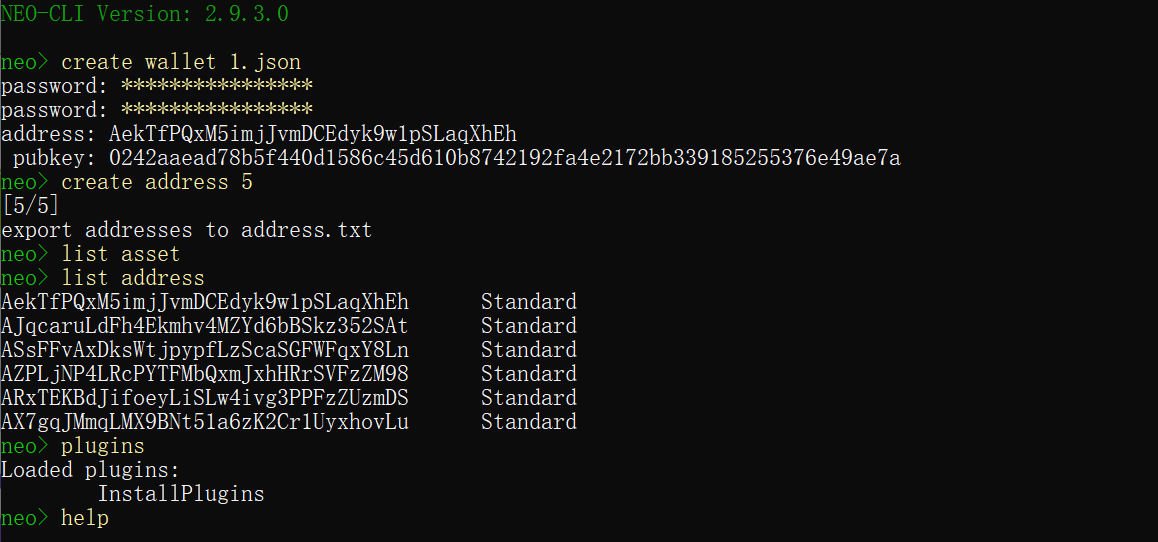 NEO-CLI Version: 2.9.3.0
neo> create wallet 1.json
password: ****************
password: ****************
address: AekTfPQxM5imjJvmDCEdyk9w1pSLaqXhEh
pubkey: 0242aaead78b5f440d1586c45d610b8742192fa4e2172bb339185255376e49ae7a
neo> create address 5
[5/5]
export addresses to address.txt
neo> list asset
neo> list address
AekTfPQxM5imjJvmDCEdyk9w1pSLaqXhEh Standard
AJqcaruLdFh4Ekmhv4MZYd6bBSkz352SAt Standard
ASsFFvAxDksWtjpypfLzScaSGFWFqxY8Ln Standard
AZPLjNP4LRcPYTFMbQxmJxhHRrSVFzZM98 Standard
ARxTEKBdJifoeyLiSLw4ivg3PPFzZUzmDS Standard
AX7gqJMmqLMX9BNt51a6zK2Cr1UyxhovLu Standard
neo> plugins
Loaded plugins:
InstallPlugins
neo> help